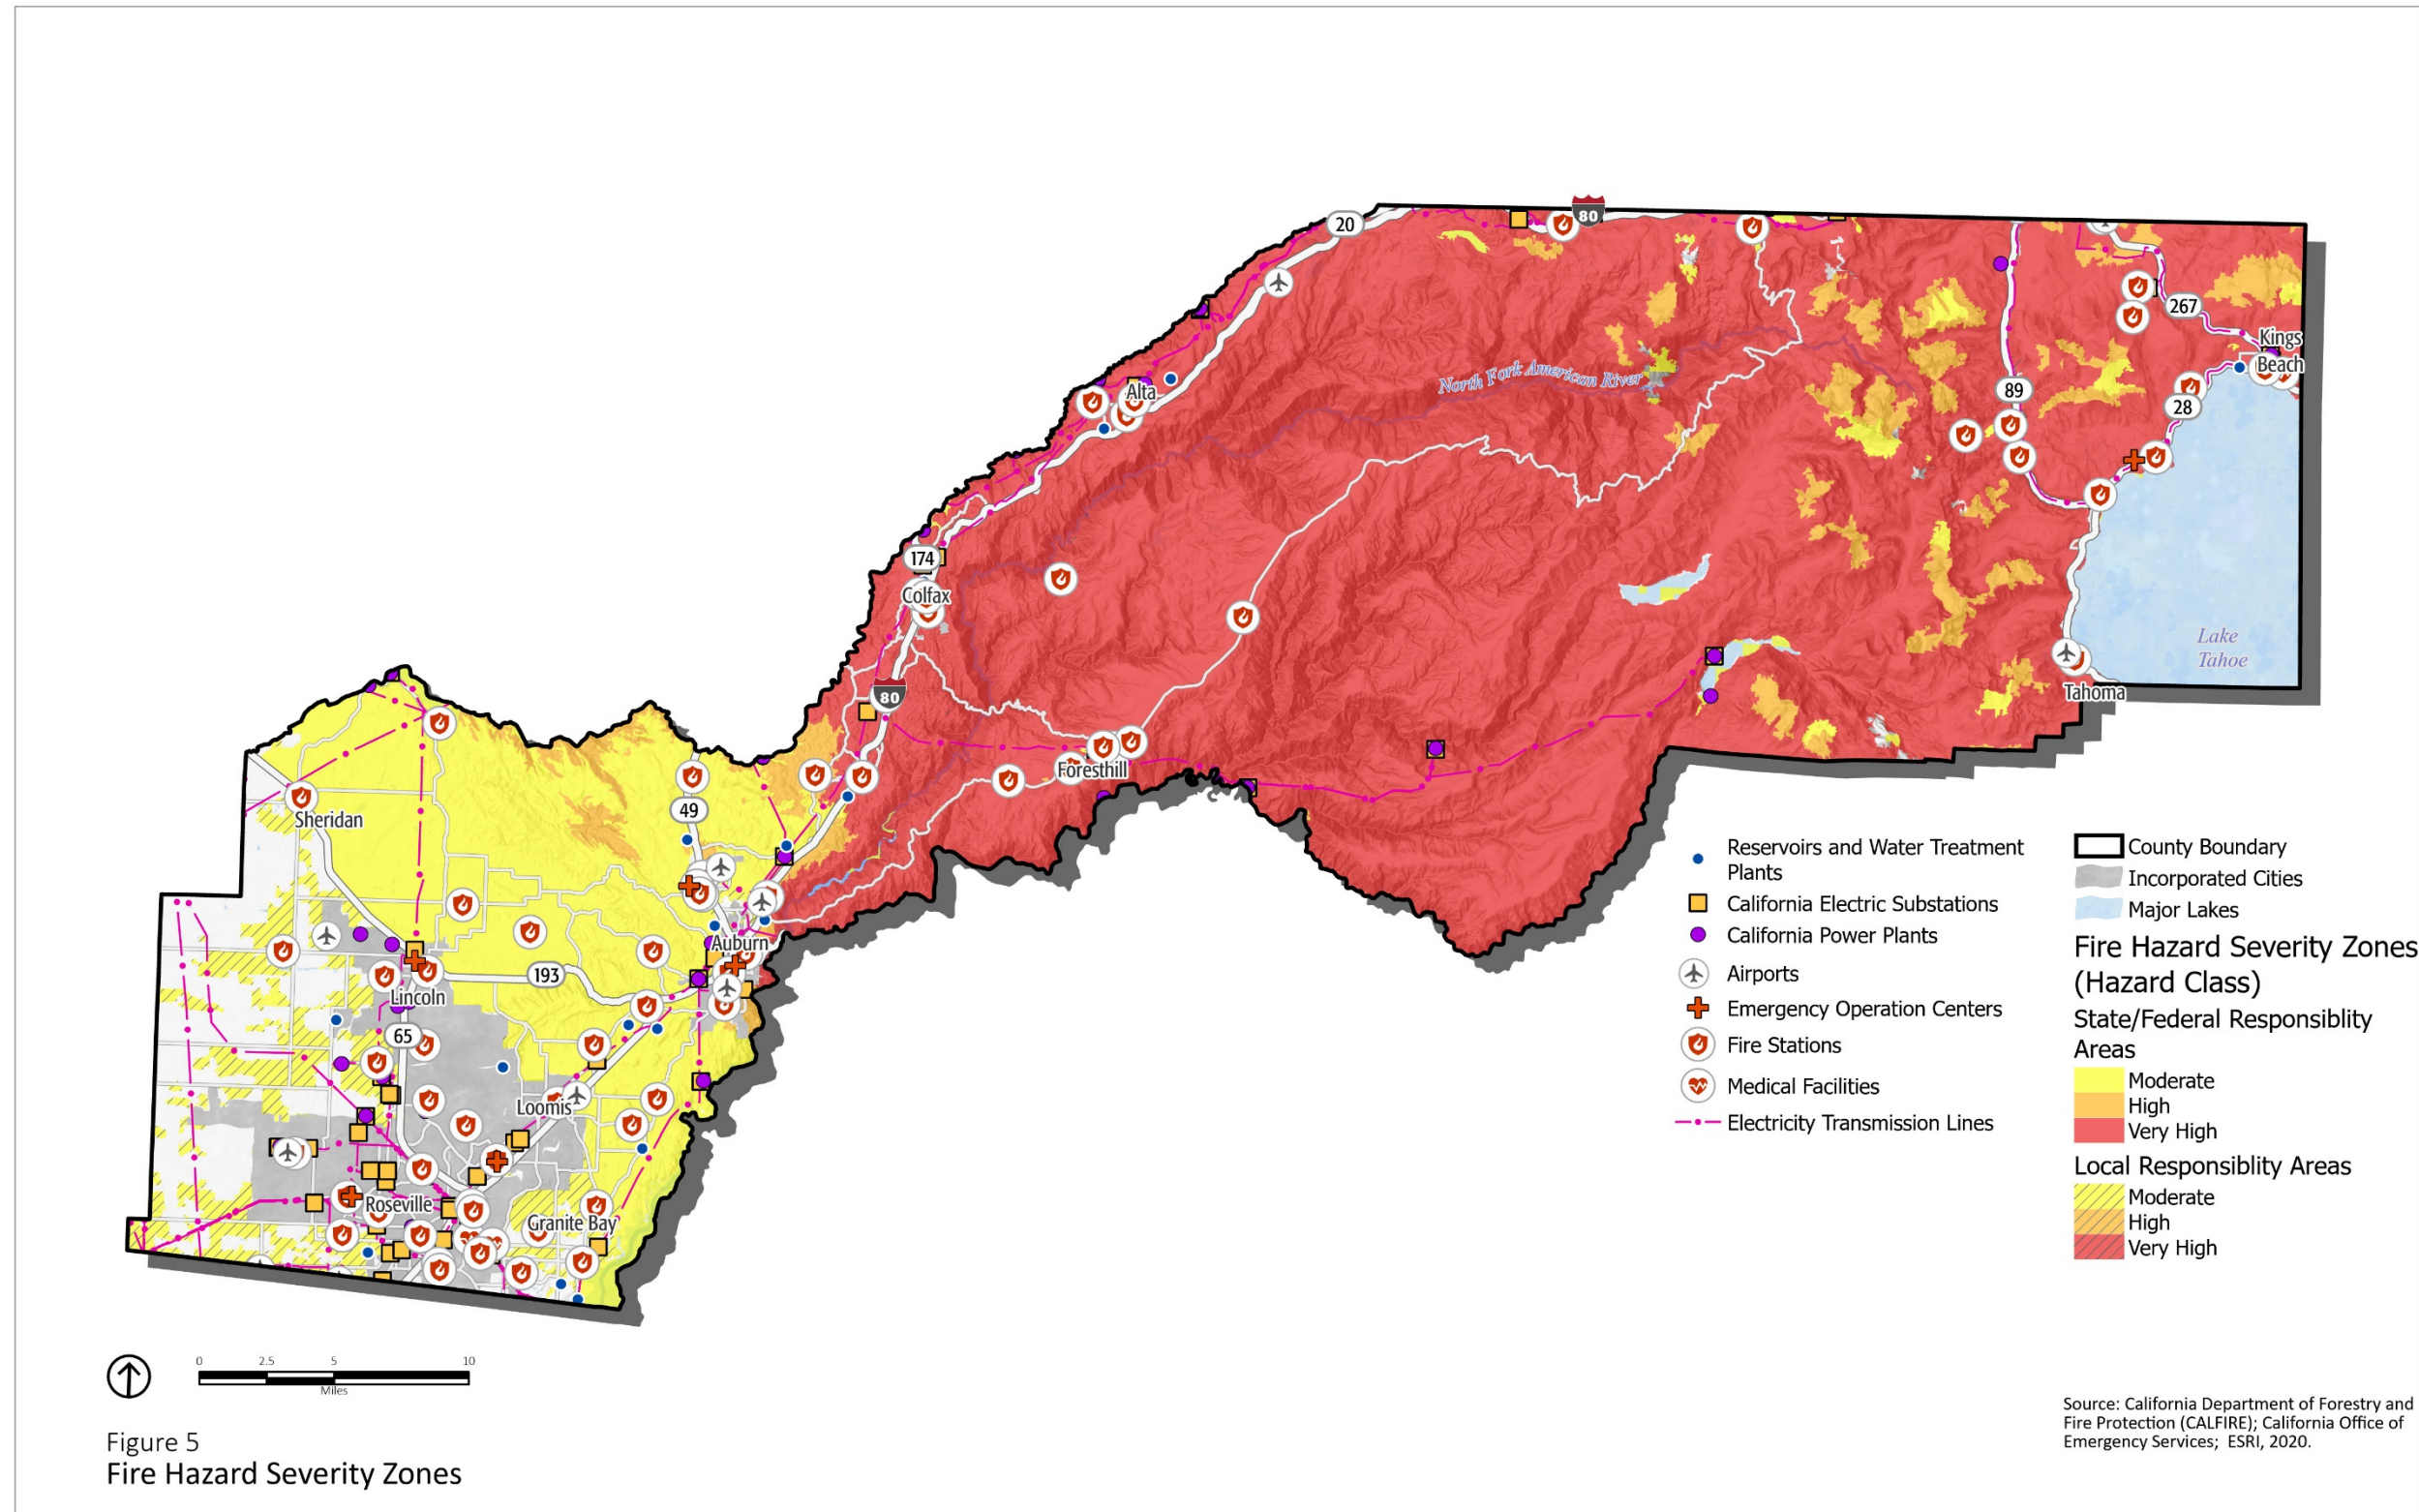 20
80
267
Kings
Beach
Alta
North Fork American River
89
28
174
Colfax
Lake
Tahoe
80
Tahoma
Foresthill
49
Sheridan
Auburn
193
Lincoln
65
Loomis
Roseville
Granite Bay
Reservoirs and Water Treatment
Plants
California Electric Substations
California Power Plants
Airports
Emergency Operation Centers
Fire Stations
Medical Facilities
Electricity Transmission Lines
County Boundary
Incorporated Cities
Major Lakes
Fire Hazard Severity Zones
(Hazard Class)
State/Federal Responsiblity
Areas
Moderate
High
Very High
Local Responsiblity Areas
Moderate
High
Very High
0 2.5 5 10
Miles
Figure 5
Fire Hazard Severity Zones
Source: California Department of Forestry and
Fire Protection (CALFIRE); California Office of
Emergency Services; ESRI, 2020.